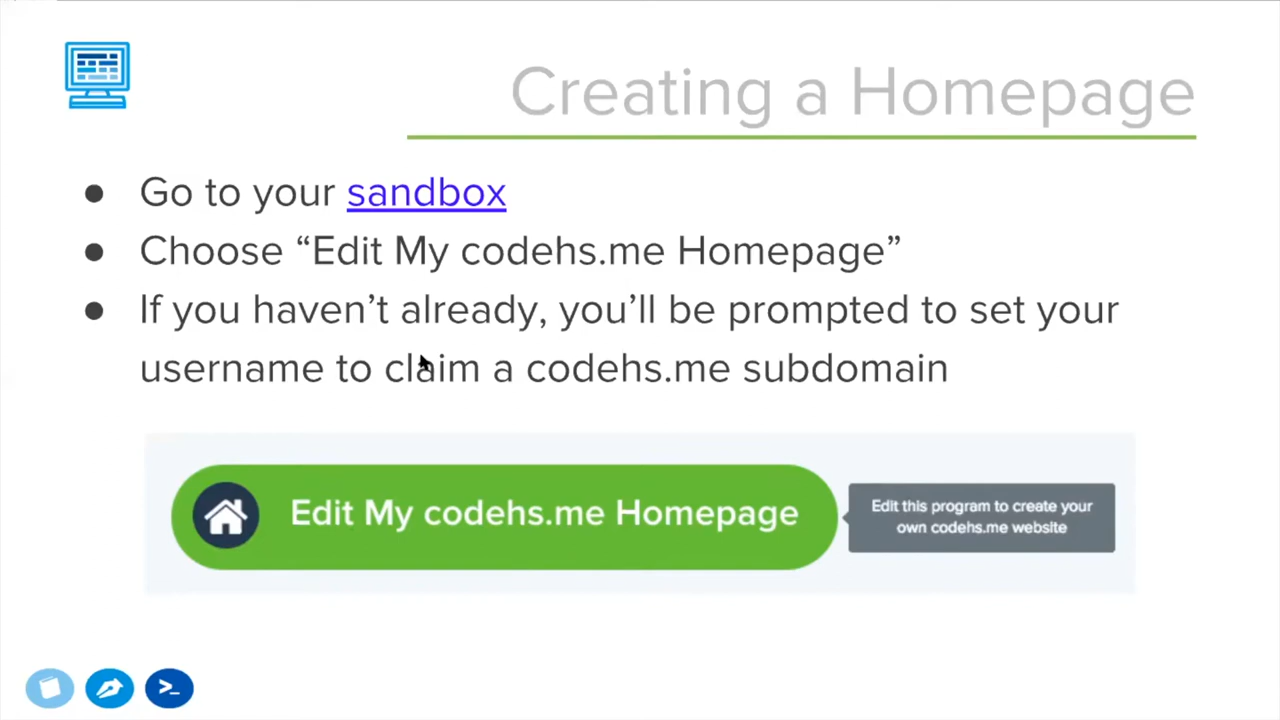 Creating a Homepage
● Go to your sandbox
● Choose “Edit My codehs.me Homepage”
● If you haven’t already, you’ll be prompted to set your
username to claim a codehs.me subdomain
Edit My codehs.me Homepage
Edit this program to create your
own codehs.me website
>_